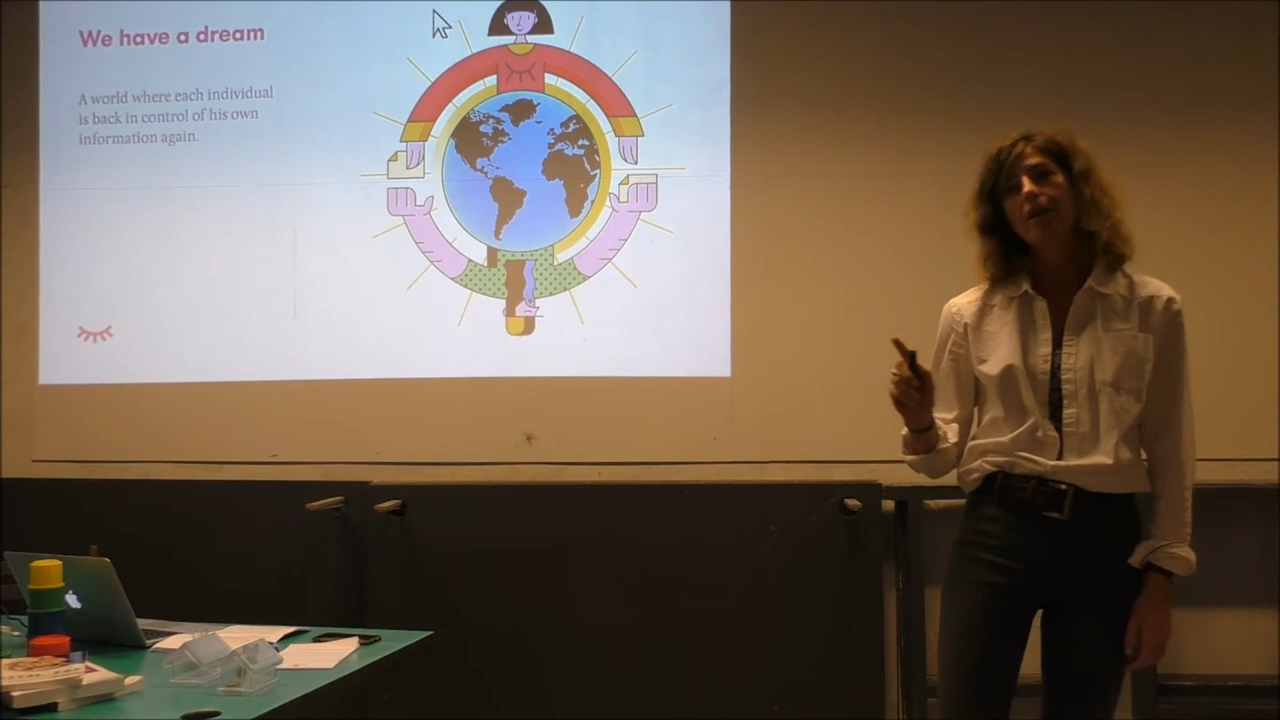 We have a dream
A world where each individual
is back in control of his own
information again.